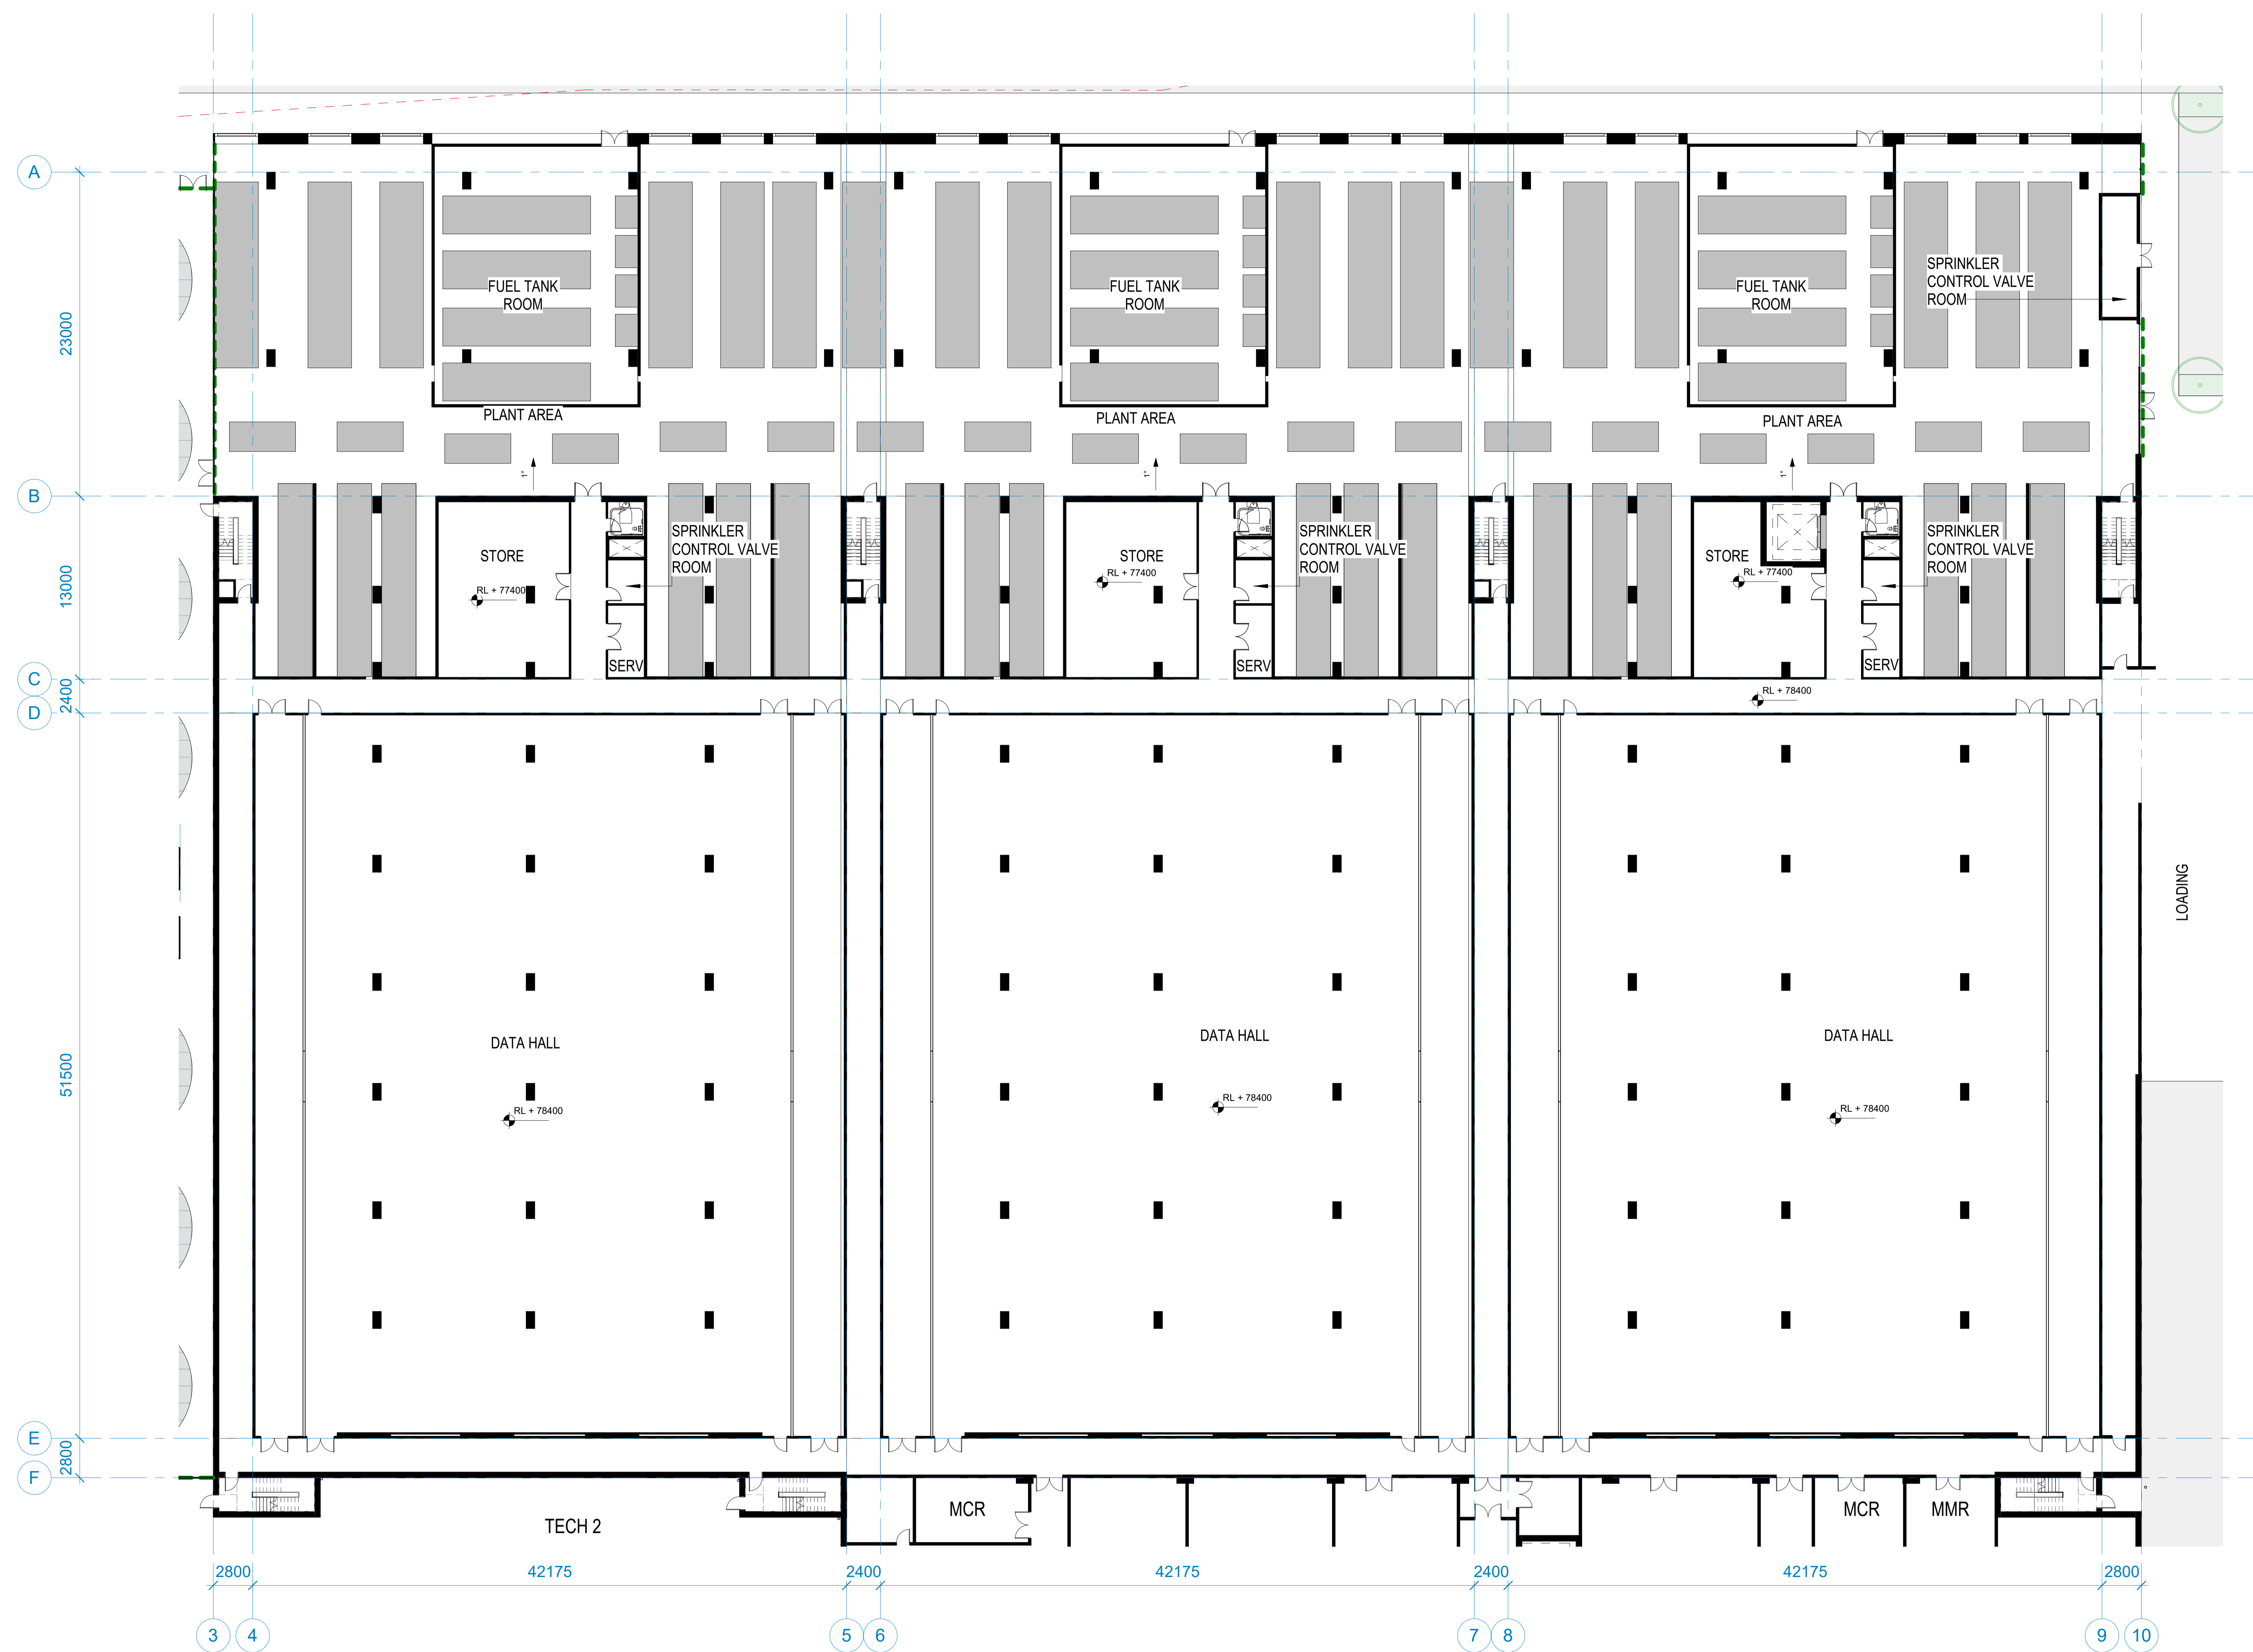 A
SPRINKLER
CONTROL VALVE
ROOM
FUEL TANK
ROOM
FUEL TANK
ROOM
FUEL TANK
ROOM
23000
PLANT AREA
PLANT AREA
PLANT AREA
1°
1°
1°
B
SPRINKLER
CONTROL VALVE
ROOM
SPRINKLER
CONTROL VALVE
ROOM
SPRINKLER
CONTROL VALVE
ROOM
STORE
STORE
STORE
RL + 77400
RL + 77400
RL + 77400
13000
SERV
SERV
SERV
C
2400
RL + 78400
D
LOADING
DATA HALL
DATA HALL
DATA HALL
51500
RL + 78400
RL + 78400
RL + 78400
E
2800
F
MCR
MCR
MMR
TECH 2
2800
42175
2400
42175
2400
42175
2800
3
4
5
6
7
8
9
10